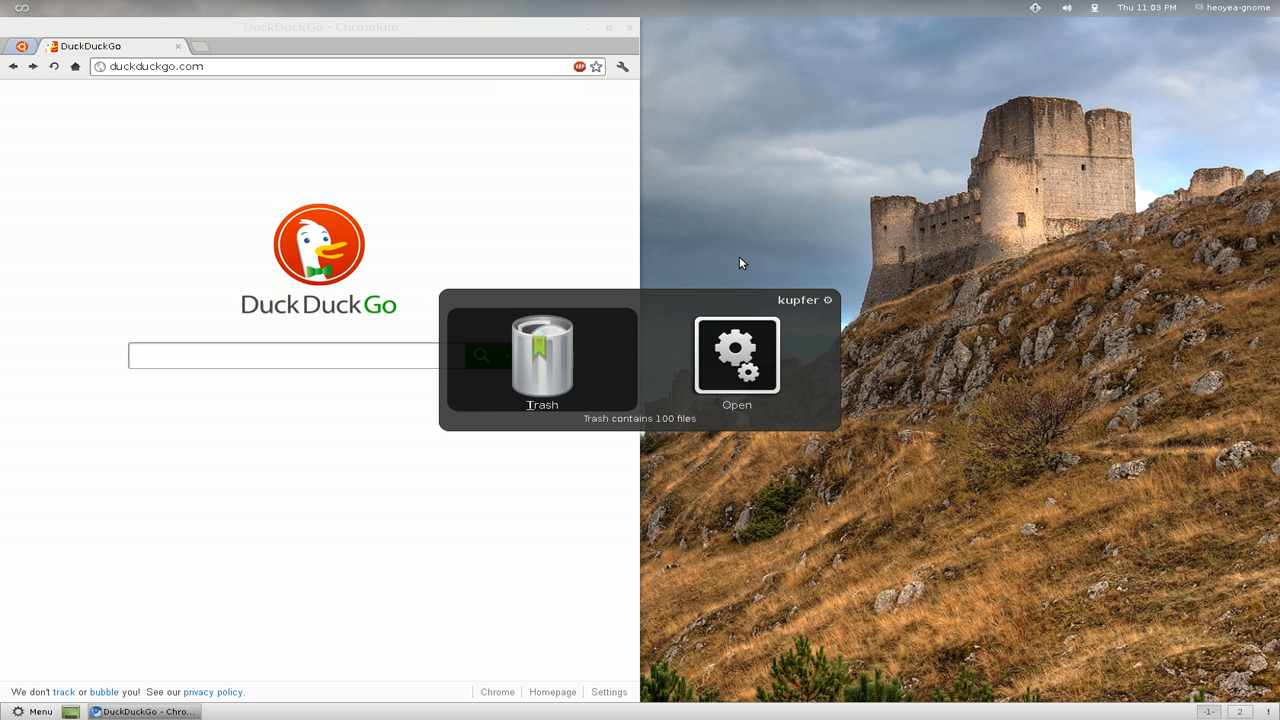 Thu 11:03 PM
heoyea-gnome
DuckDuckGo - Chromium
DuckDuckGo
duckduckgo.com
ABP
DuckDuckGo
kupfer
Trash
Open
Trash contains 100 files
We don't track or bubble you! See our privacy policy.
Chrome
Homepage
Settings
Menu
DuckDuckGo - Chro...
-1-
2
!